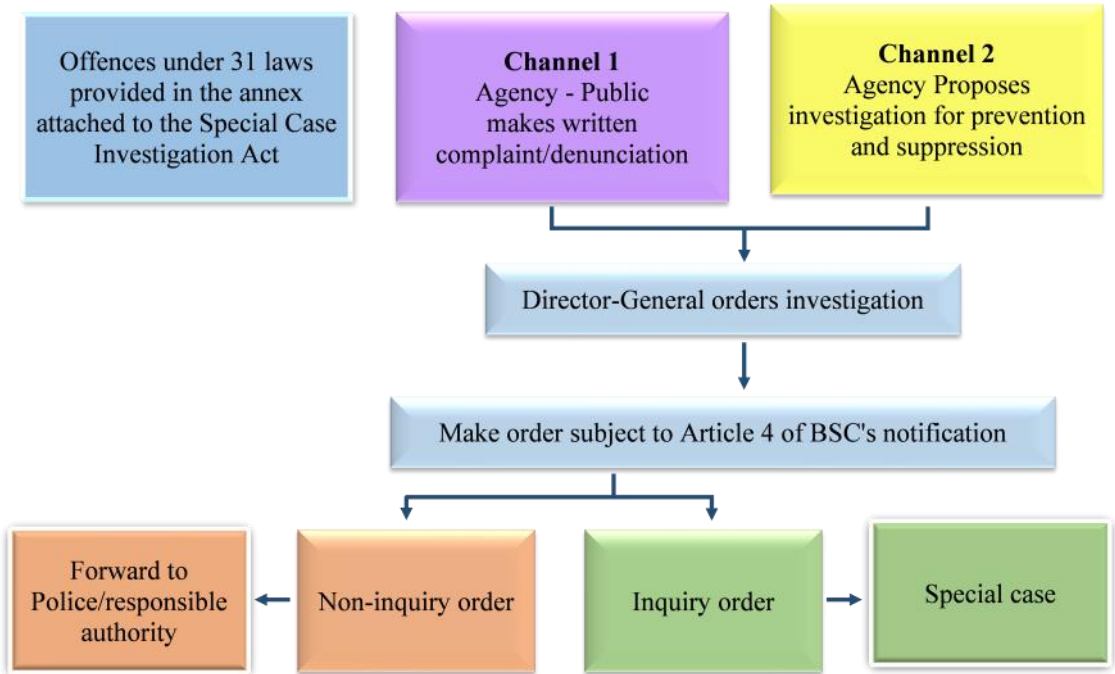 Offences under 31 laws
provided in the annex
attached to the Special Case
Investigation Act
Channel 1
Agency - Public
makes written
complaint/denunciation
Channel 2
Agency Proposes
investigation for prevention
and suppression
Director-General orders investigation
Make order subject to Article 4 of BSC's notification
Forward to
Police/responsible
authority
Non-inquiry order
Inquiry order
Special case